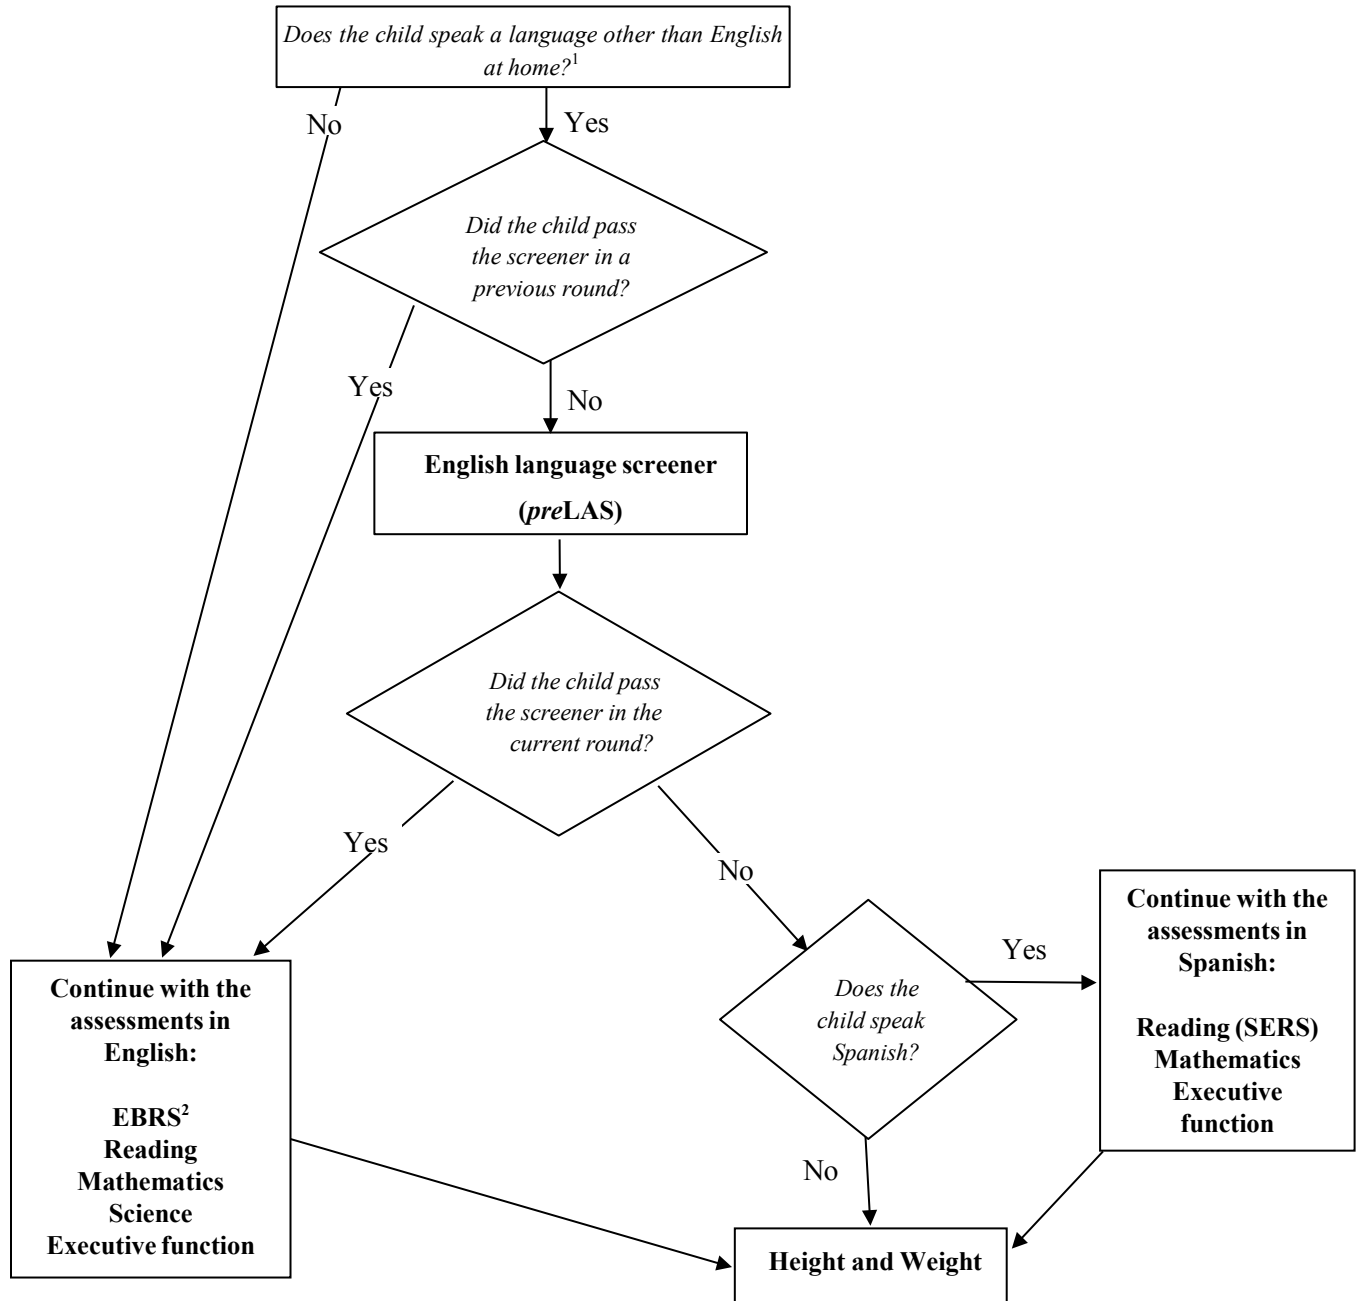 Does the child speak a language other than English
at home?1
No
Yes
Did the child pass
the screener in a
previous round?
Yes
No
English language screener
(preLAS)
Did the child pass
the screener in the
current round?
Yes
No
Does the
child speak
Spanish?
Yes
No
Continue with the
assessments in
Spanish:
Reading (SERS)
Mathematics
Executive
function
Continue with the
assessments in
English:
EBRS2
Reading
Mathematics
Science
Executive function
Height and Weight